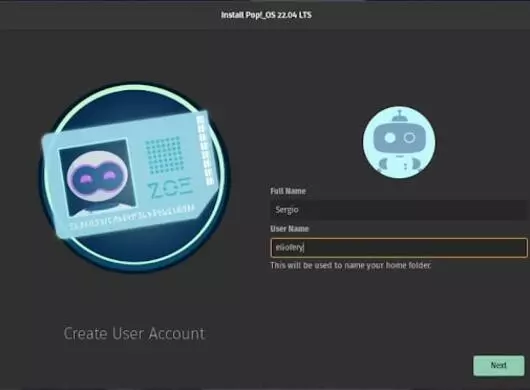 Install Pop!_OS 22.04 LTS
ZOE
Full Name
Sergio
User Name
eGofery
This will be used to name your home folder.
Create User Account
Next